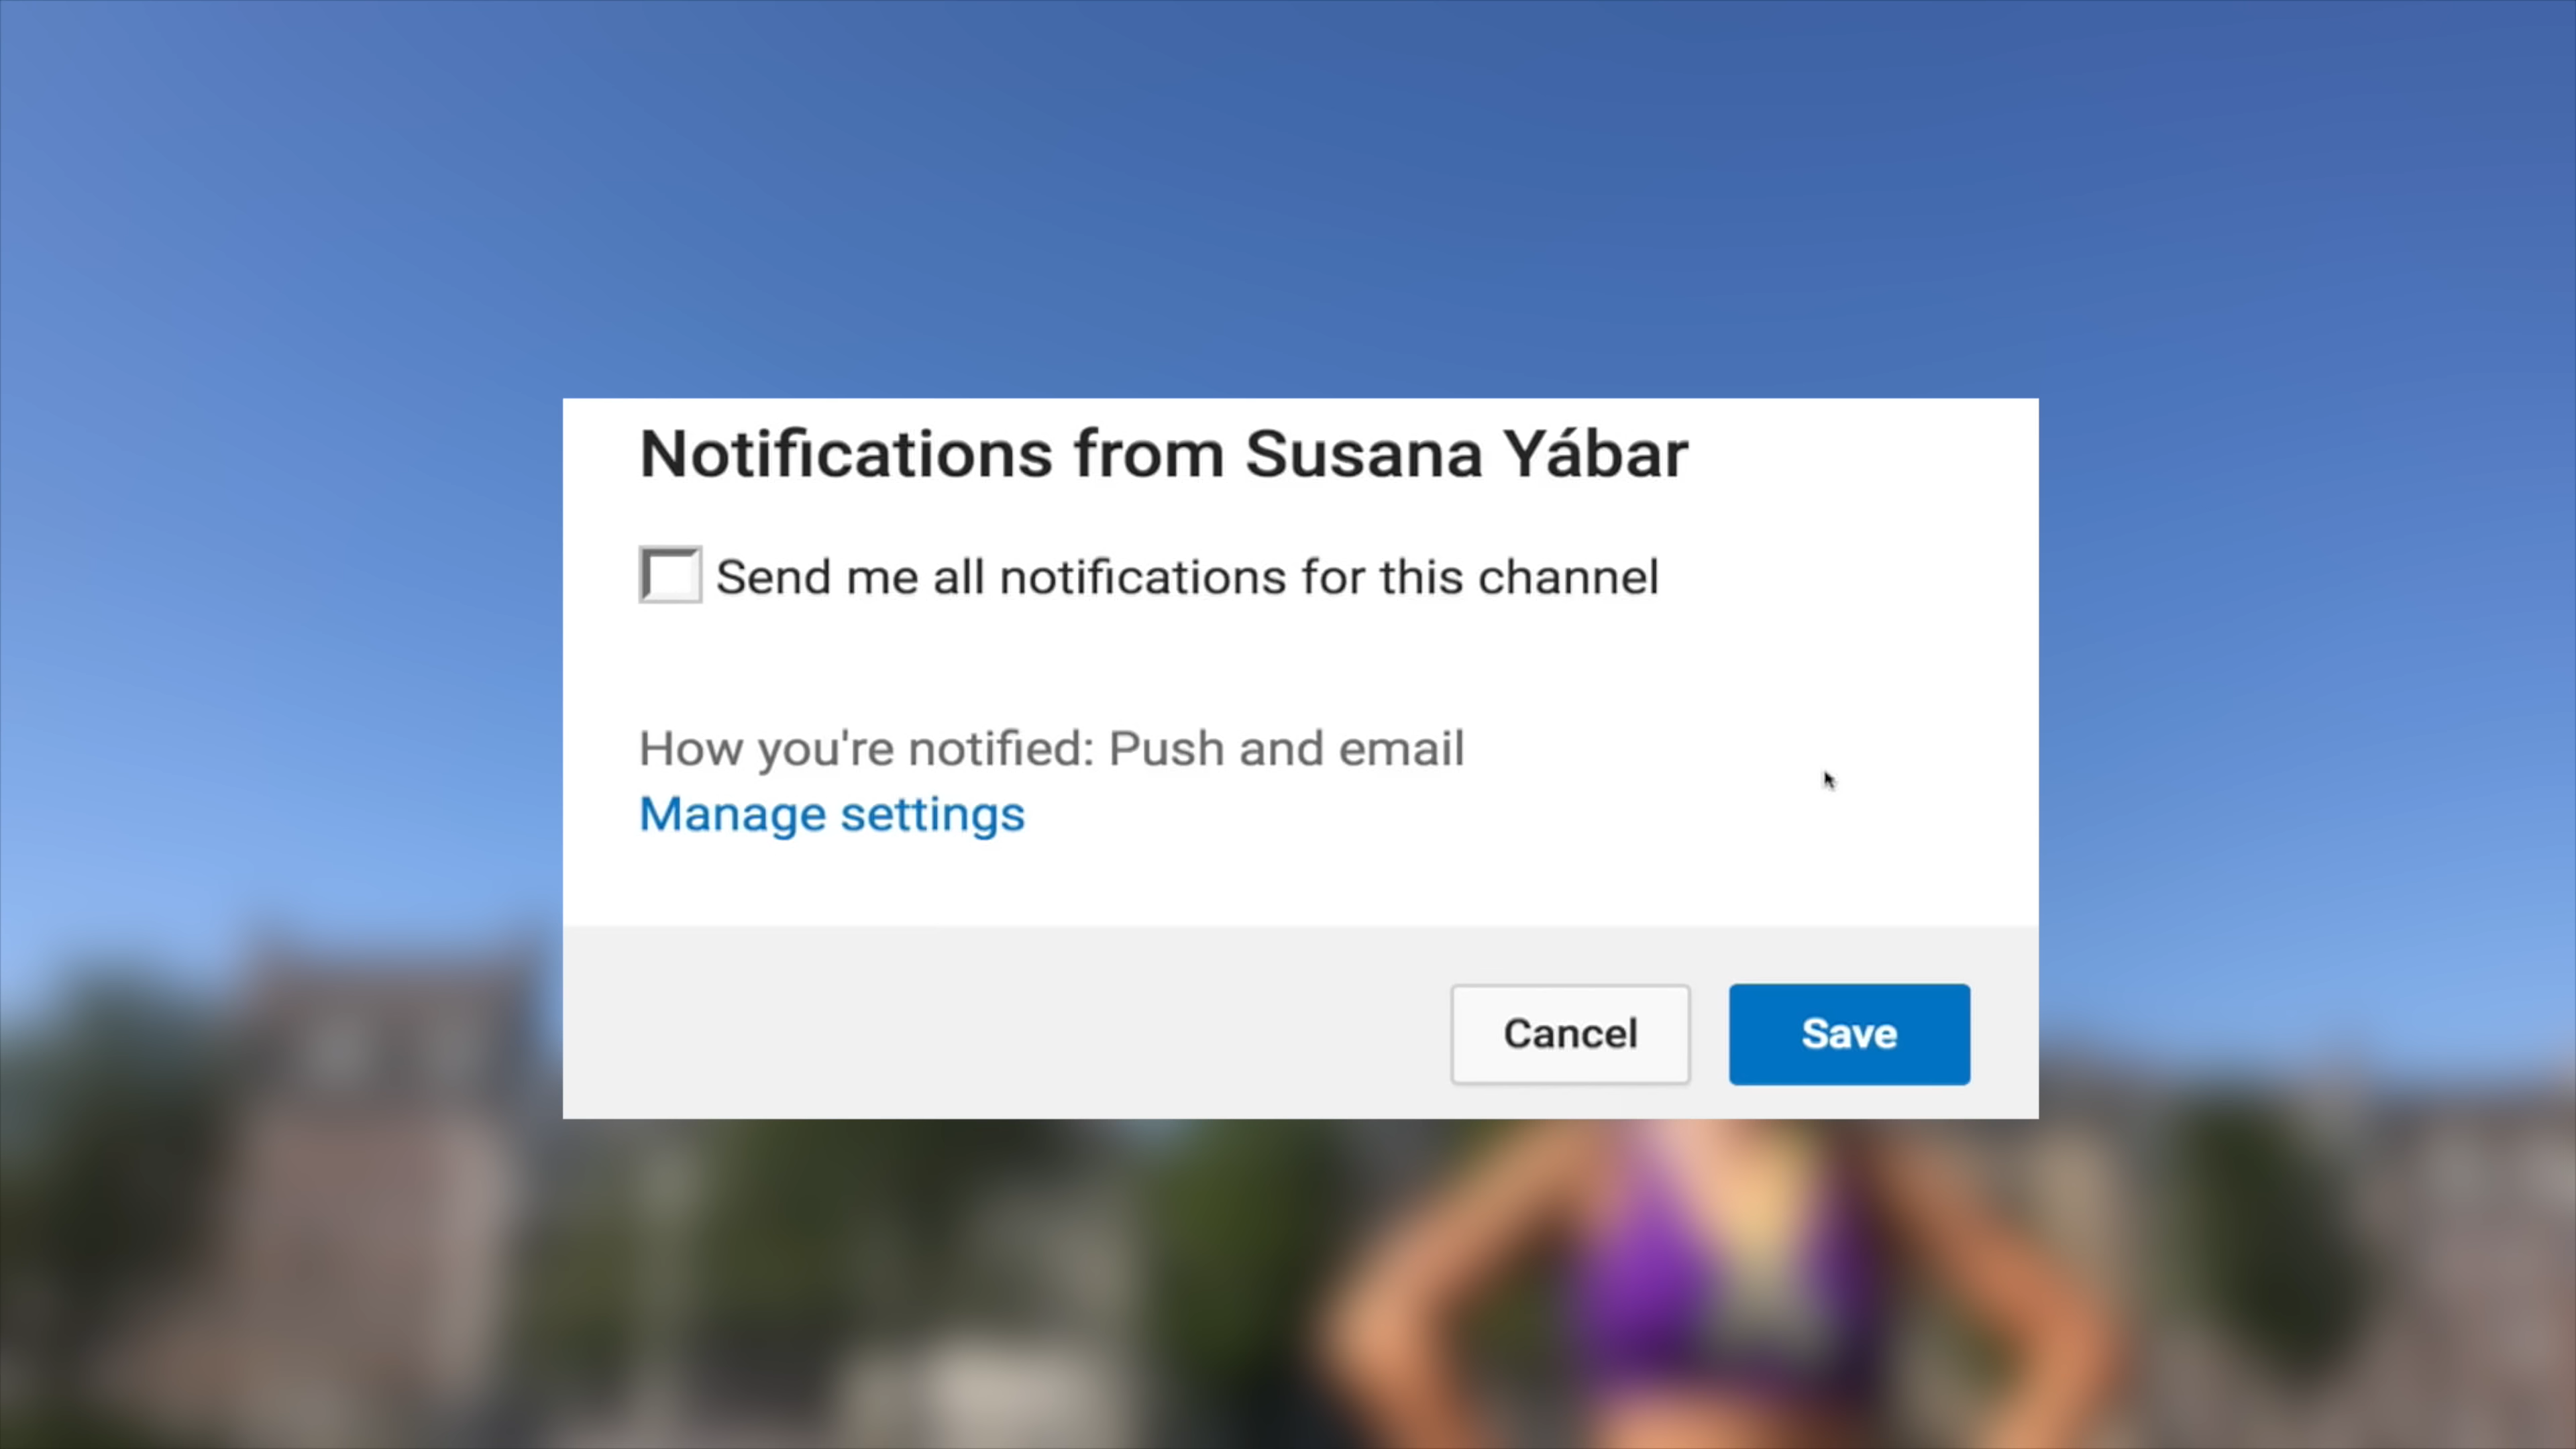 Notifications from Susana Yábar
Send me all notifications for this channel
How you're notified: Push and email
Manage settings
Cancel
Save